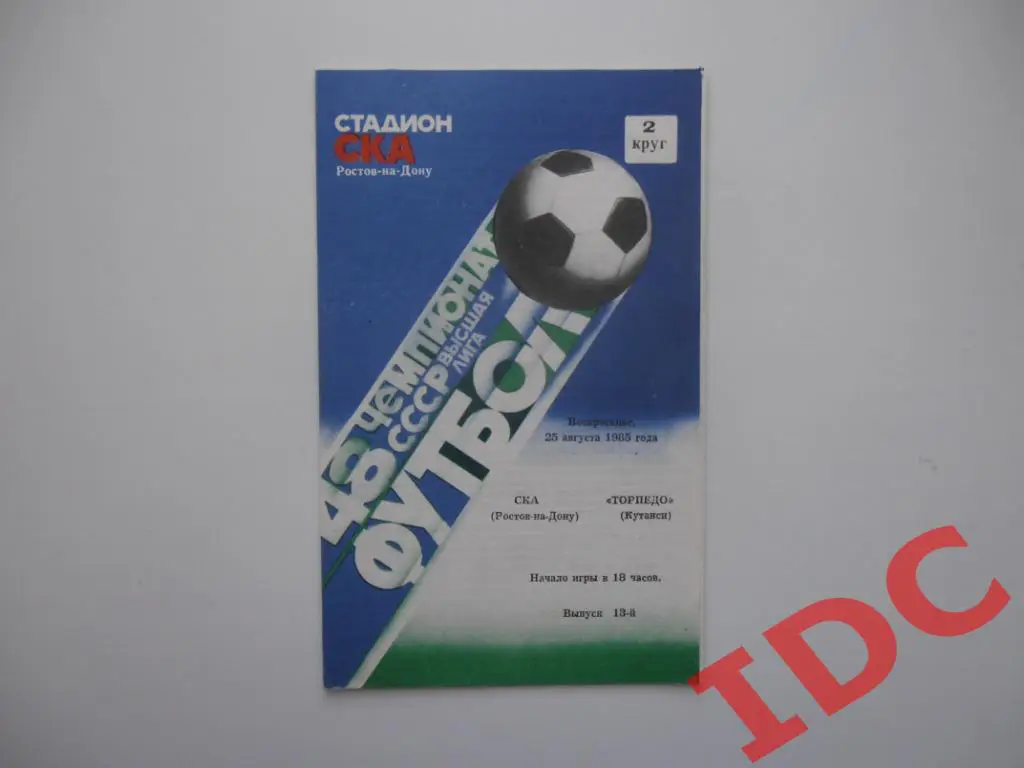 СТАДИОН
СКА
Ростов-на-Дону
2
круг
48 ЧЕМПИОНАТ
СССР ВЫСШАЯ
ЛИГА
ФУТБОЛ
Воскресенье,
25 августа 1985 года
СКА «ТОРПЕДО»
(Ростов-на-Дону) (Кутаиси)
Начало игры в 18 часов.
Выпуск 13-й
IDC